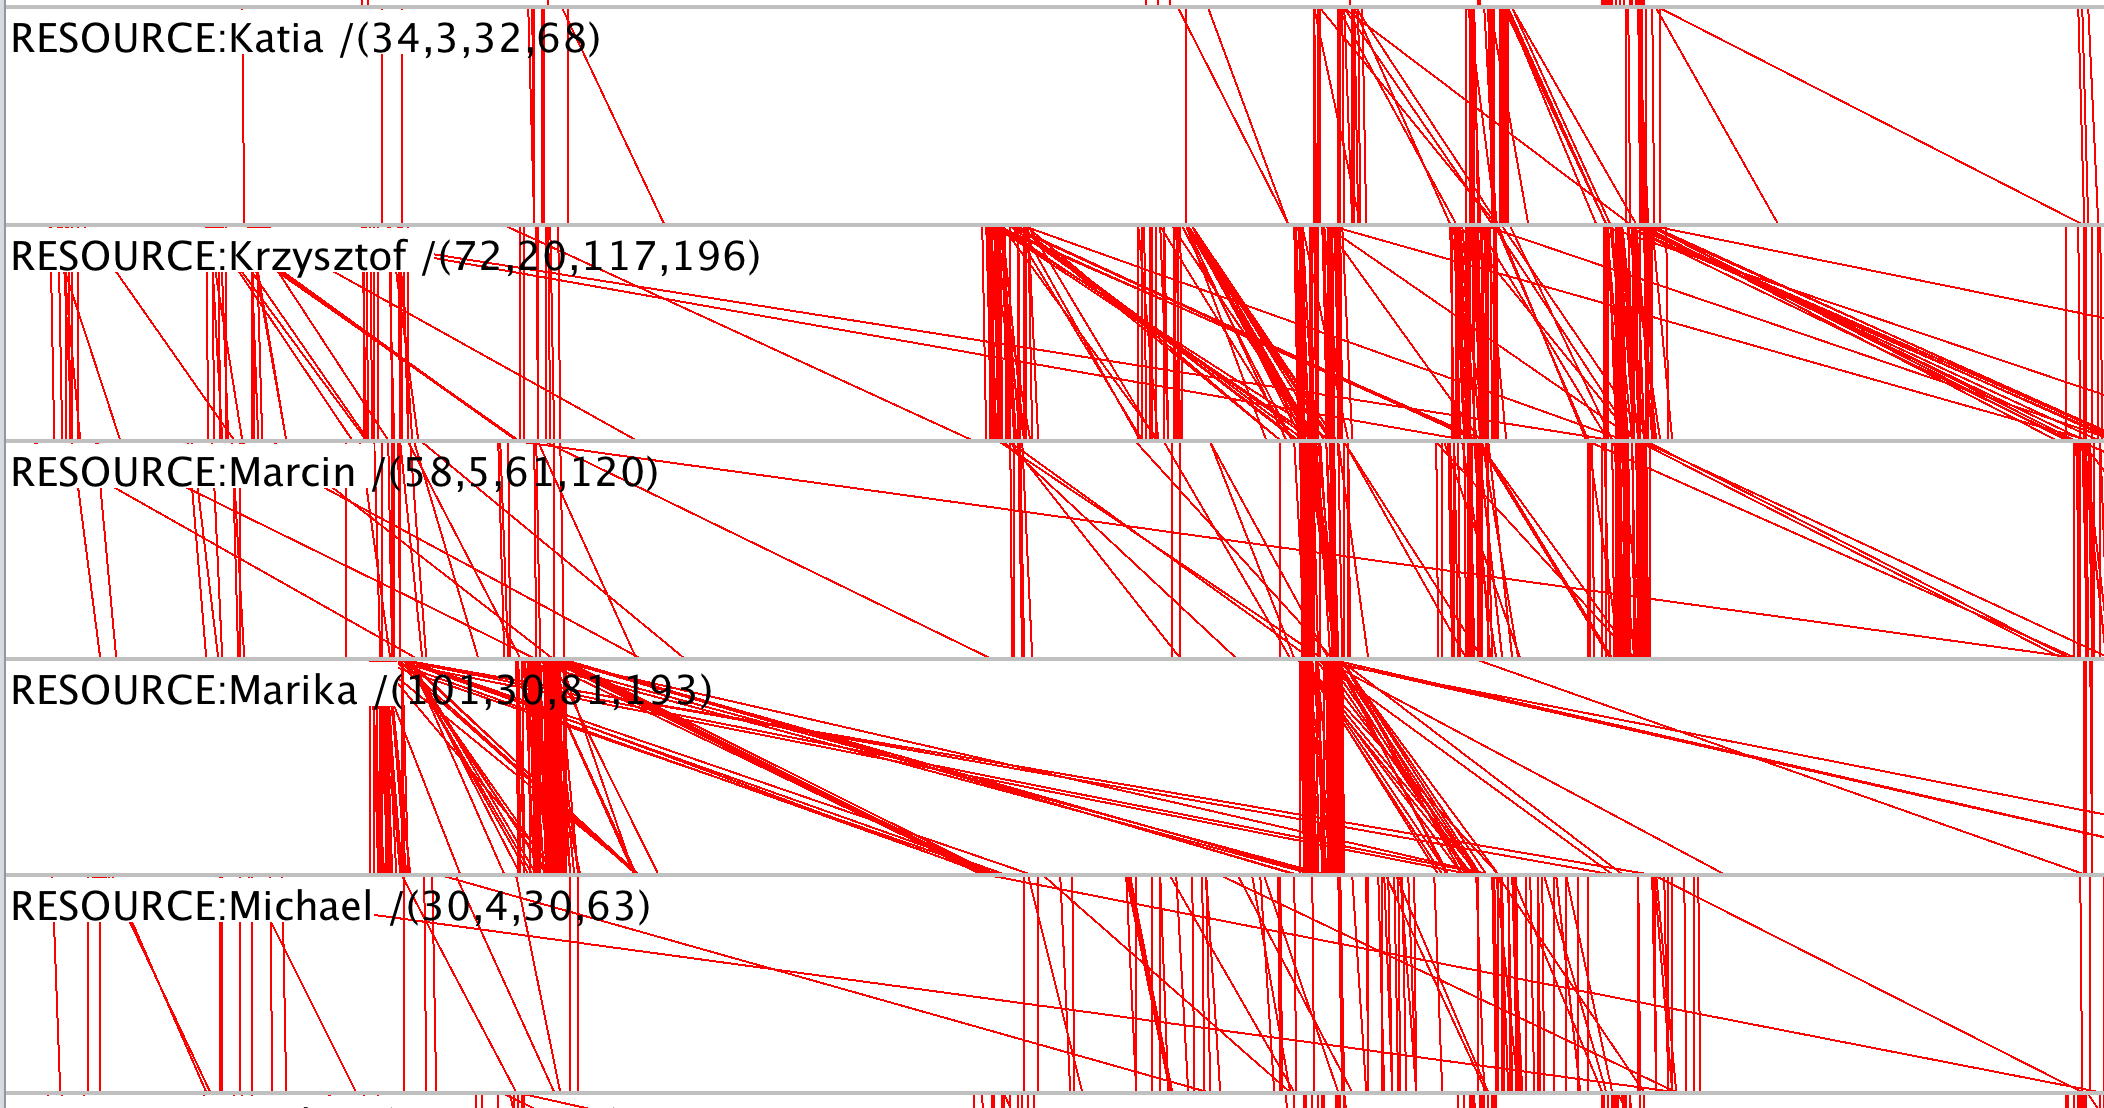 RESOURCE:Katia /(34,3,32,68)
RESOURCE:Krzysztof /(72,20,117,196)
RESOURCE:Marcin /(58,5,61,120)
RESOURCE:Marika /(101,30,81,193)
RESOURCE:Michael /(30,4,30,63)